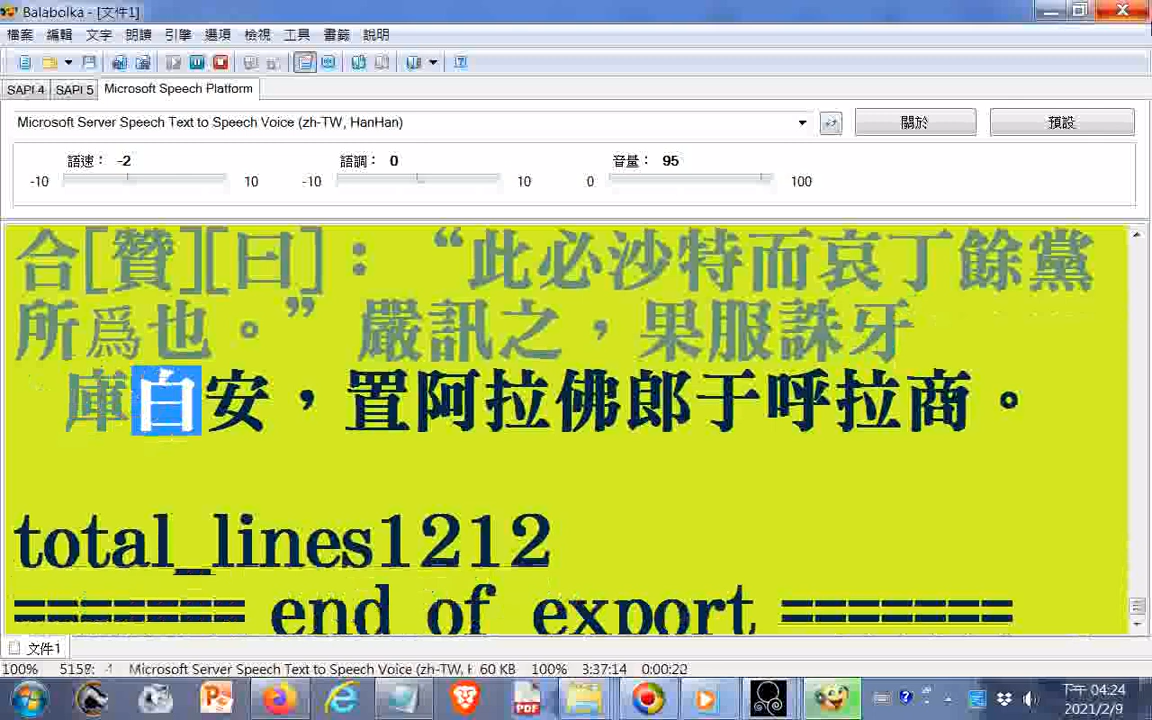 Balabolka - [文件1]
檔案 編輯 文字 朗讀 引擎 選項 檢視 工具 書籤 說明
SAPI 4 SAPI 5 Microsoft Speech Platform
Microsoft Server Speech Text to Speech Voice (zh-TW, HanHan) 關於 預設
語速： -2 語調： 0 音量： 95
-10 10 -10 10 0 100
合[贊][曰]：“此必沙特而哀丁餘黨
所爲也。” 嚴訊之，果服誅牙
庫白安，置阿拉佛郎于呼拉商。
total_lines1212
======= end of export =======
文件1
100% Microsoft Server Speech Text to Speech Voice (zh-TW, 60 KB 100% 3:37:14 0:00:22
下午 04:24
2021/2/9